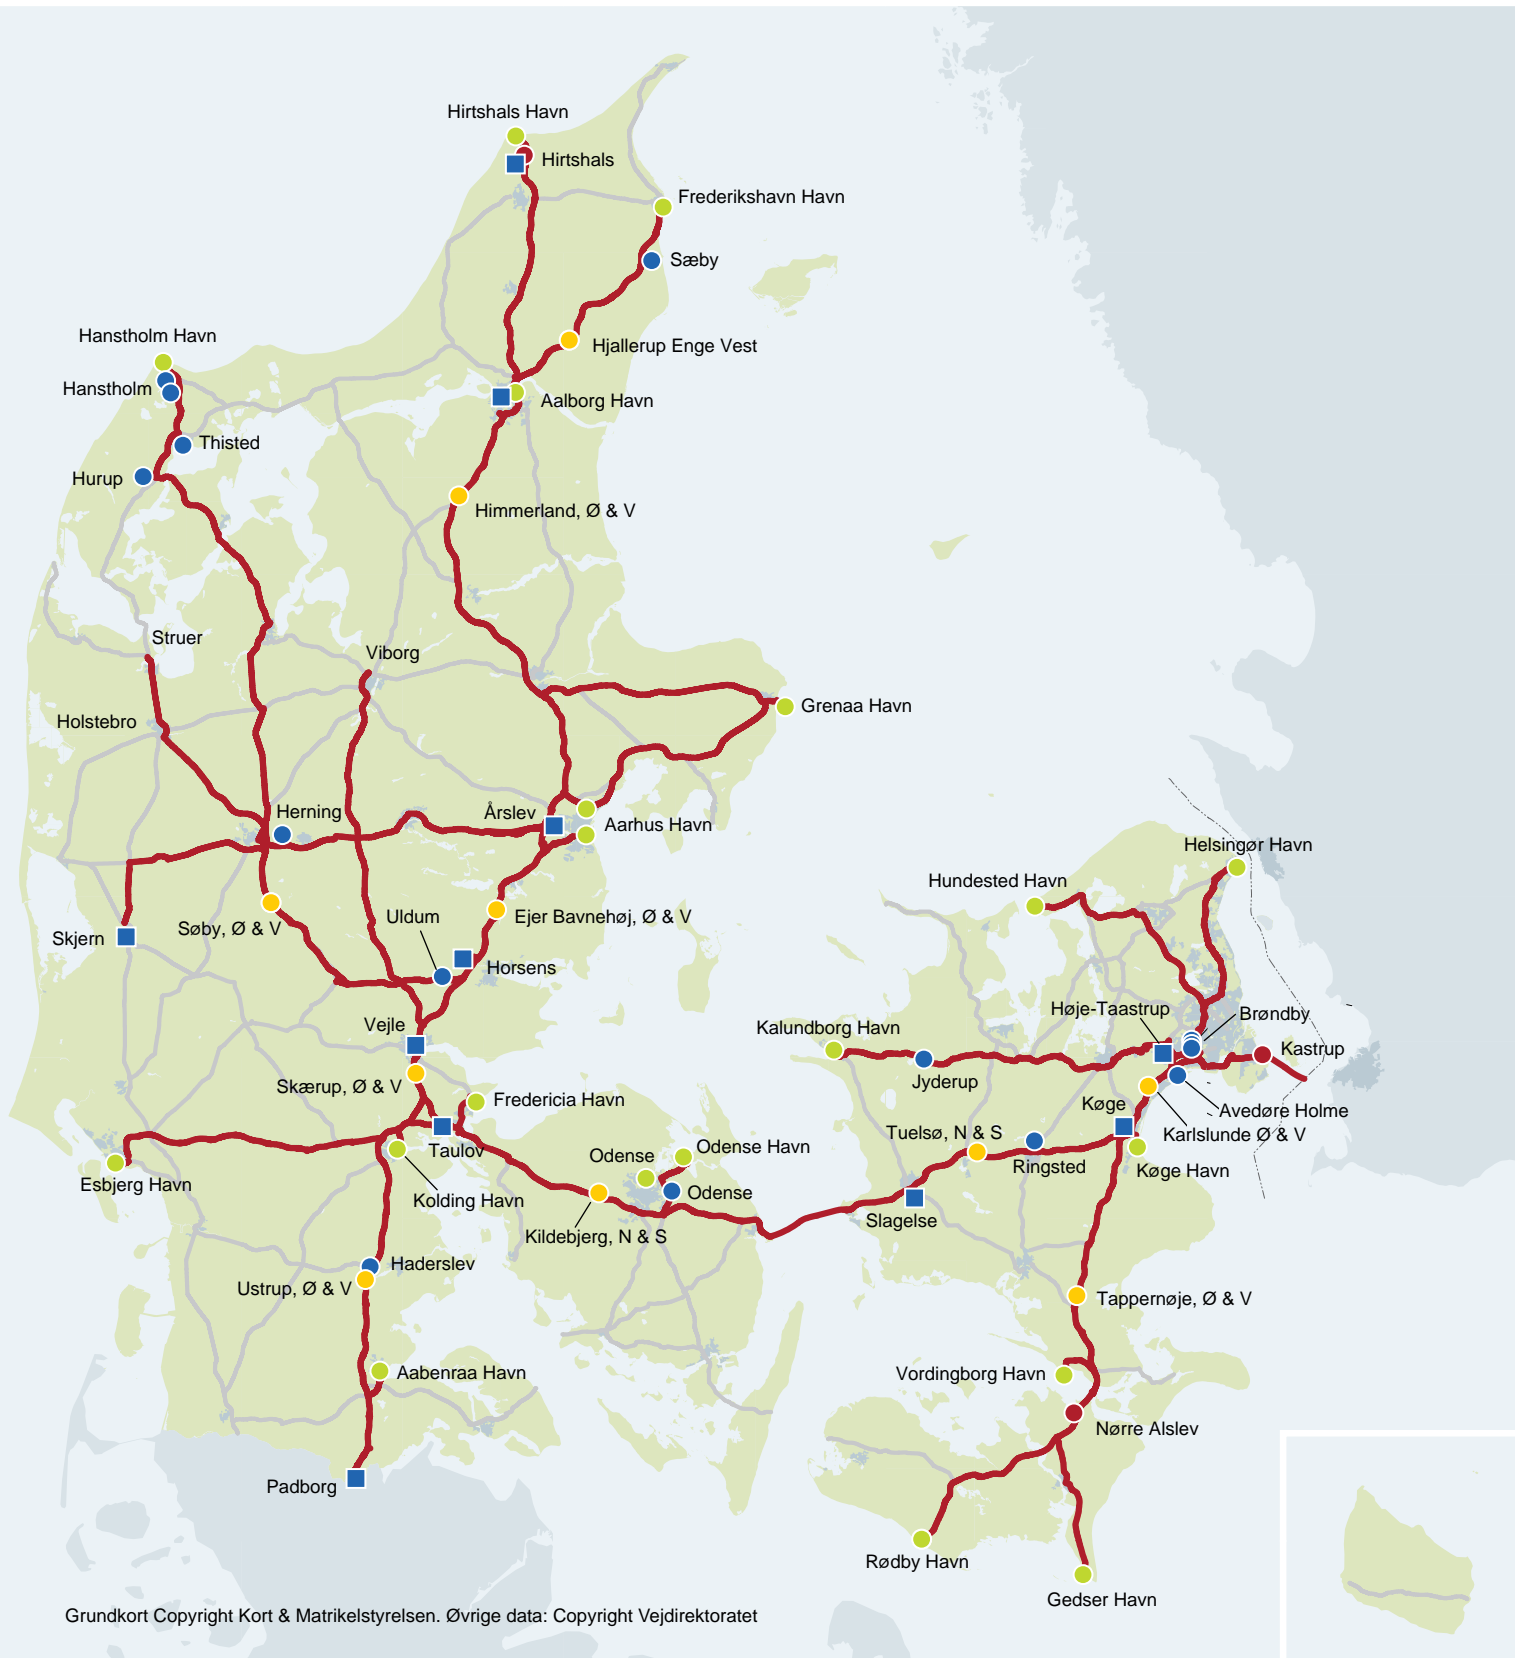 Hirtshals Havn
Hirtshals
Frederikshavn Havn
Sæby
Hanstholm Havn
Hjallerup Enge Vest
Hanstholm
Aalborg Havn
Thisted
Hurup
Himmerland, Ø & V
Struer
Viborg
Holstebro
Grenaa Havn
Herning
Årslev
Aarhus Havn
Helsingør Havn
Hundested Havn
Uldum
Ejer Bavnehøj, Ø & V
Søby, Ø & V
Skjern
Horsens
Høje-Taastrup
Brøndby
Vejle
Kalundborg Havn
Kastrup
Skærup, Ø & V
Jyderup
Fredericia Havn
Køge
Avedøre Holme
Tuelsø, N & S
Karlslunde Ø & V
Taulov
Odense
Odense Havn
Ringsted
Køge Havn
Esbjerg Havn
Kolding Havn
Odense
Slagelse
Kildebjerg, N & S
Haderslev
Ustrup, Ø & V
Tappernøje, Ø & V
Aabenraa Havn
Vordingborg Havn
Nørre Alslev
Padborg
Rødby Havn
Gedser Havn
Grundkort Copyright Kort & Matrikelstyrelsen. Øvrige data: Copyright Vejdirektoratet